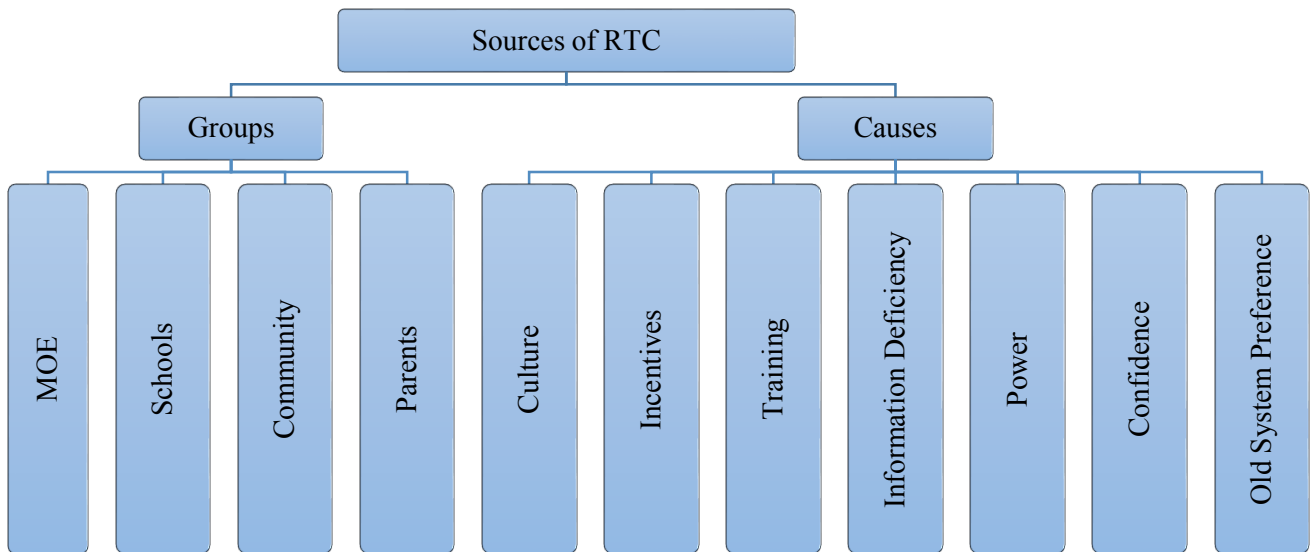 Sources of RTC
Groups
Causes
MOE
Schools
Community
Parents
Culture
Incentives
Training
Information Deficiency
Power
Confidence
Old System Preference